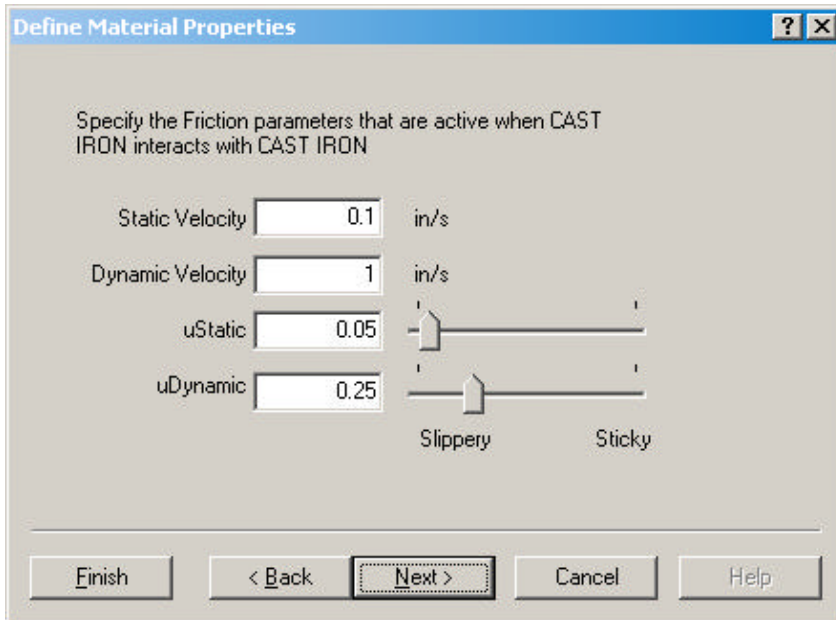 Define Material Properties
Specify the Friction parameters that are active when CAST
IRON interacts with CAST IRON
Static Velocity 0.1 in/s
Dynamic Velocity 1 in/s
uStatic 0.05
uDynamic 0.25
Slippery Sticky
Finish < Back Next > Cancel Help